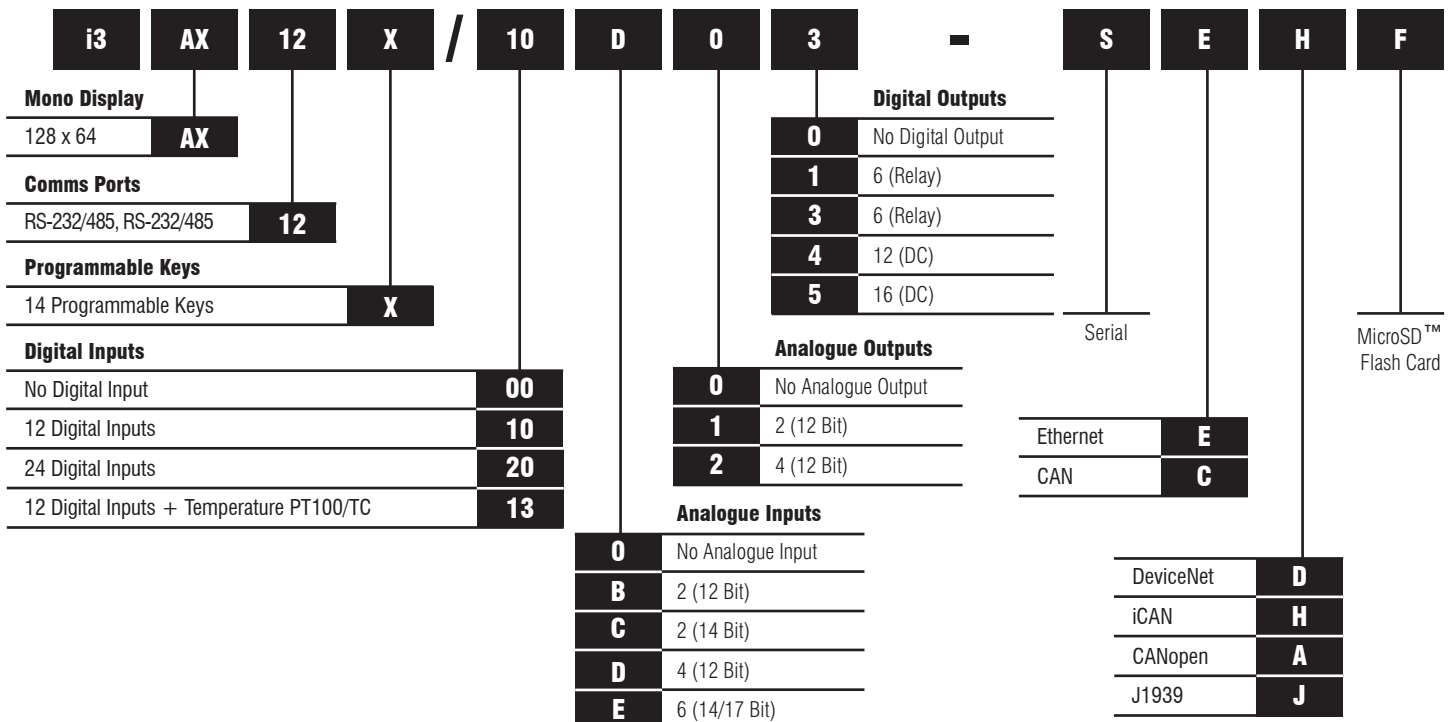 i3 AX 12 X / 10 D 0 3 - S E H F
Mono Display
128 x 64 AX
Comms Ports
RS-232/485, RS-232/485 12
Programmable Keys
14 Programmable Keys X
Digital Inputs
No Digital Input 00
12 Digital Inputs 10
24 Digital Inputs 20
12 Digital Inputs + Temperature PT100/TC 13
Digital Outputs
0 No Digital Output
1 6 (Relay)
3 6 (Relay)
4 12 (DC)
5 16 (DC)
Analogue Outputs
0 No Analogue Output
1 2 (12 Bit)
2 4 (12 Bit)
Analogue Inputs
0 No Analogue Input
B 2 (12 Bit)
C 2 (14 Bit)
D 4 (12 Bit)
E 6 (14/17 Bit)
Serial
Ethernet E
CAN C
DeviceNet D
iCAN H
CANopen A
J1939 J
MicroSD™
Flash Card